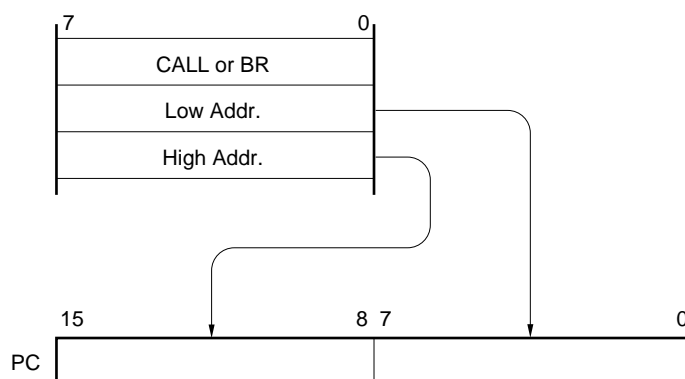 7 0
CALL or BR
Low Addr.
High Addr.
15 8 7 0
PC